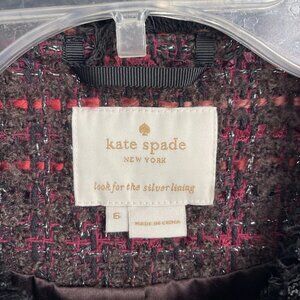 kate spade
NEW YORK
look for the silver lining
6
MADE IN CHINA